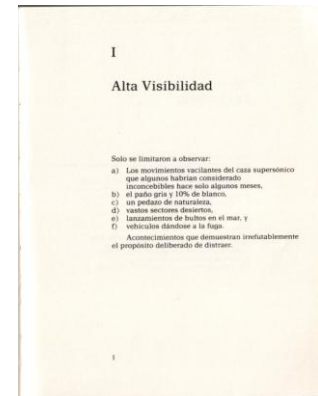 I
Alta Visibilidad
Solo se limitaron a observar:
a) Los movimientos vacilantes del caza supersónico
que algunos habrían considerado
inconcebibles hace solo algunos meses,
b) el paño gris y 10% de blanco,
c) un pedazo de naturaleza,
d) vastos sectores desiertos,
e) lanzamientos de bultos en el mar, y
f) vehículos dándose a la fuga.
Acontecimientos que demuestran irrefutablemente
el propósito deliberado de distraer.
1